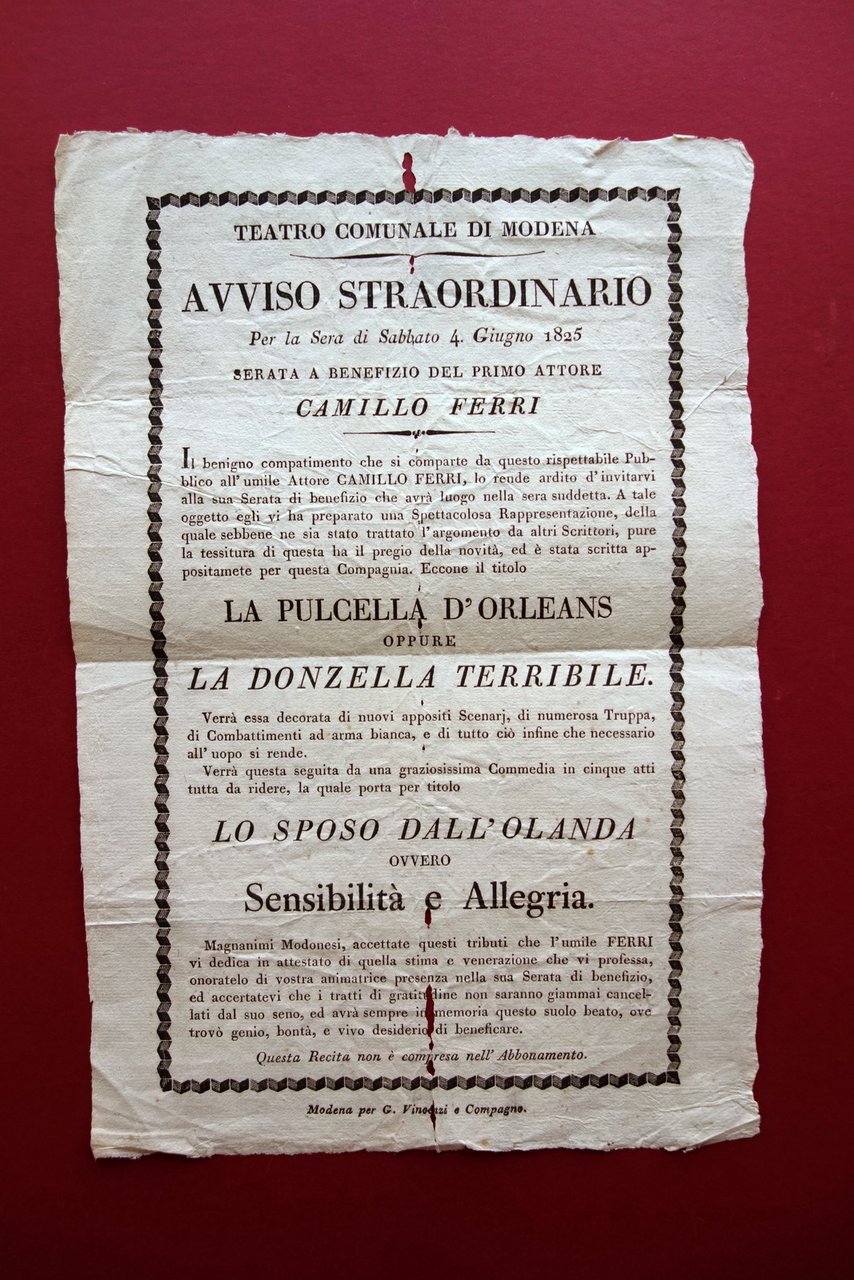 TEATRO COMUNALE DI MODENA
AVVISO STRAORDINARIO
Per la Sera di Sabbato 4. Giugno 1825
SERATA A BENEFIZIO DEL PRIMO ATTORE
CAMILLO FERRI
Il benigno compatimento che si comparte da questo rispettabile Pub-
blico all'umile Attore CAMILLO FERRI, lo rende ardito d'invitarvi
alla sua Serata di benefizio che avrà luogo nella sera suddetta. A tale
oggetto egli vi ha preparato una Spettacolosa Rappresentazione, della
quale sebbene ne sia stato trattato l'argomento da altri Scrittori, pure
la tessitura di questa ha il pregio della novità, ed è stata scritta ap-
positamete per questa Compagnia. Eccone il titolo
LA PULCELLA D'ORLEANS
OPPURE
LA DONZELLA TERRIBILE.
Verrà essa decorata di nuovi appositi Scenarj, di numerosa Truppa,
di Combattimenti ad arma bianca, e di tutto ciò infine che necessario
all'uopo si rende.
Verrà questa seguita da una graziosissima Commedia in cinque atti
tutta da ridere, la quale porta per titolo
LO SPOSO DALL'OLANDA
OVVERO
Sensibilità e Allegria.
Magnanimi Modonesi, accettate questi tributi che l'umile FERRI
vi dedica in attestato di quella stima e venerazione che vi professa,
onoratelo di vostra animatrice presenza nella sua Serata di benefizio,
ed accertatevi che i tratti di gratitudine non saranno giammai cancel-
lati dal suo seno, ed avrà sempre in memoria questo suolo beato, ove
trovò genio, bontà, e vivo desiderio di beneficare.
Questa Recita non è compresa nell'Abbonamento.
Modena per G. Vincenzi e Compagno.